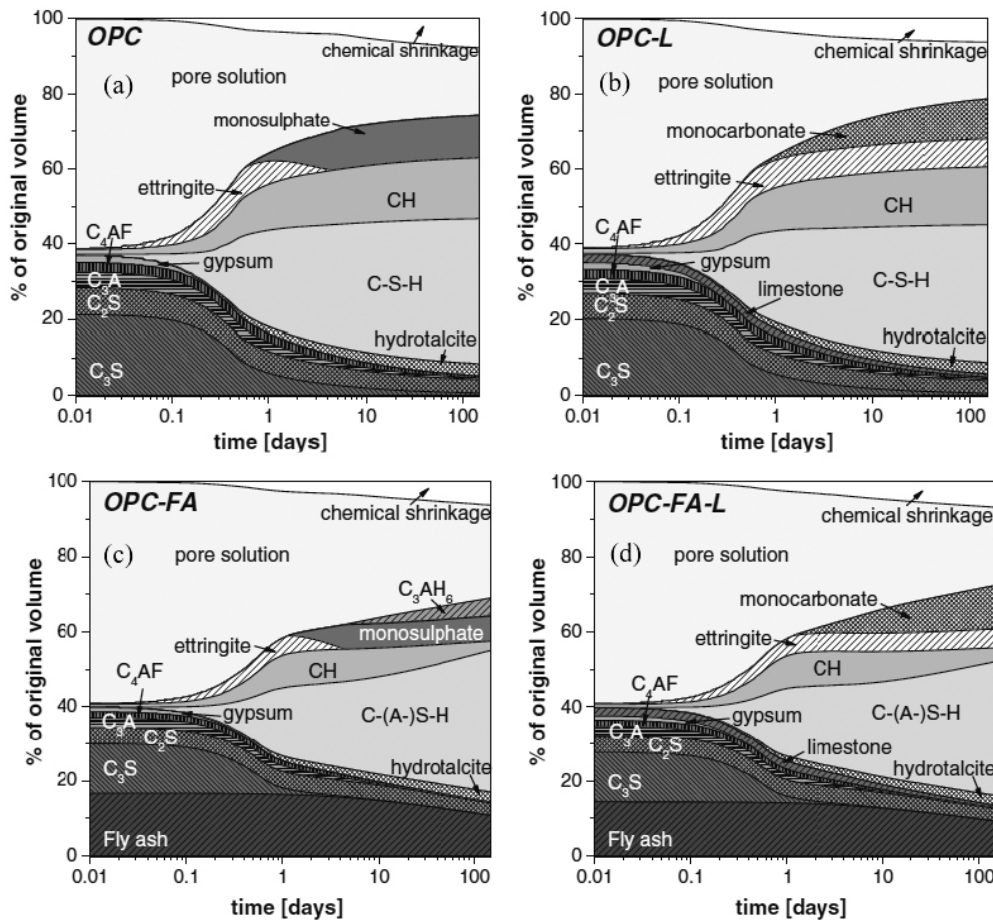 100
80
60
40
20
0
% of original volume
OPC
(a)
chemical shrinkage
pore solution
monosulphate
ettringite
CH
C₄AF
gypsum
C₃A
C₂S
C-S-H
hydrotalcite
C₃S
0.01 0.1 1 10 100
time [days]
100
80
60
40
20
0
% of original volume
OPC-L
(b)
chemical shrinkage
pore solution
monocarbonate
ettringite
CH
C₄AF
gypsum
C₃A
C₂S
C-S-H
limestone
hydrotalcite
C₃S
0.01 0.1 1 10 100
time [days]
100
80
60
40
20
0
% of original volume
OPC-FA
(c)
chemical shrinkage
pore solution
C₃AH₆
ettringite
monosulphate
CH
C₄AF
gypsum
C₃A
C₂S
C-(A-)S-H
hydrotalcite
C₃S
Fly ash
0.01 0.1 1 10 100
time [days]
100
80
60
40
20
0
% of original volume
OPC-FA-L
(d)
chemical shrinkage
pore solution
monocarbonate
ettringite
CH
C₄AF
gypsum
C₃A
C₂S
C-(A-)S-H
limestone
hydrotalcite
C₃S
Fly ash
0.01 0.1 1 10 100
time [days]